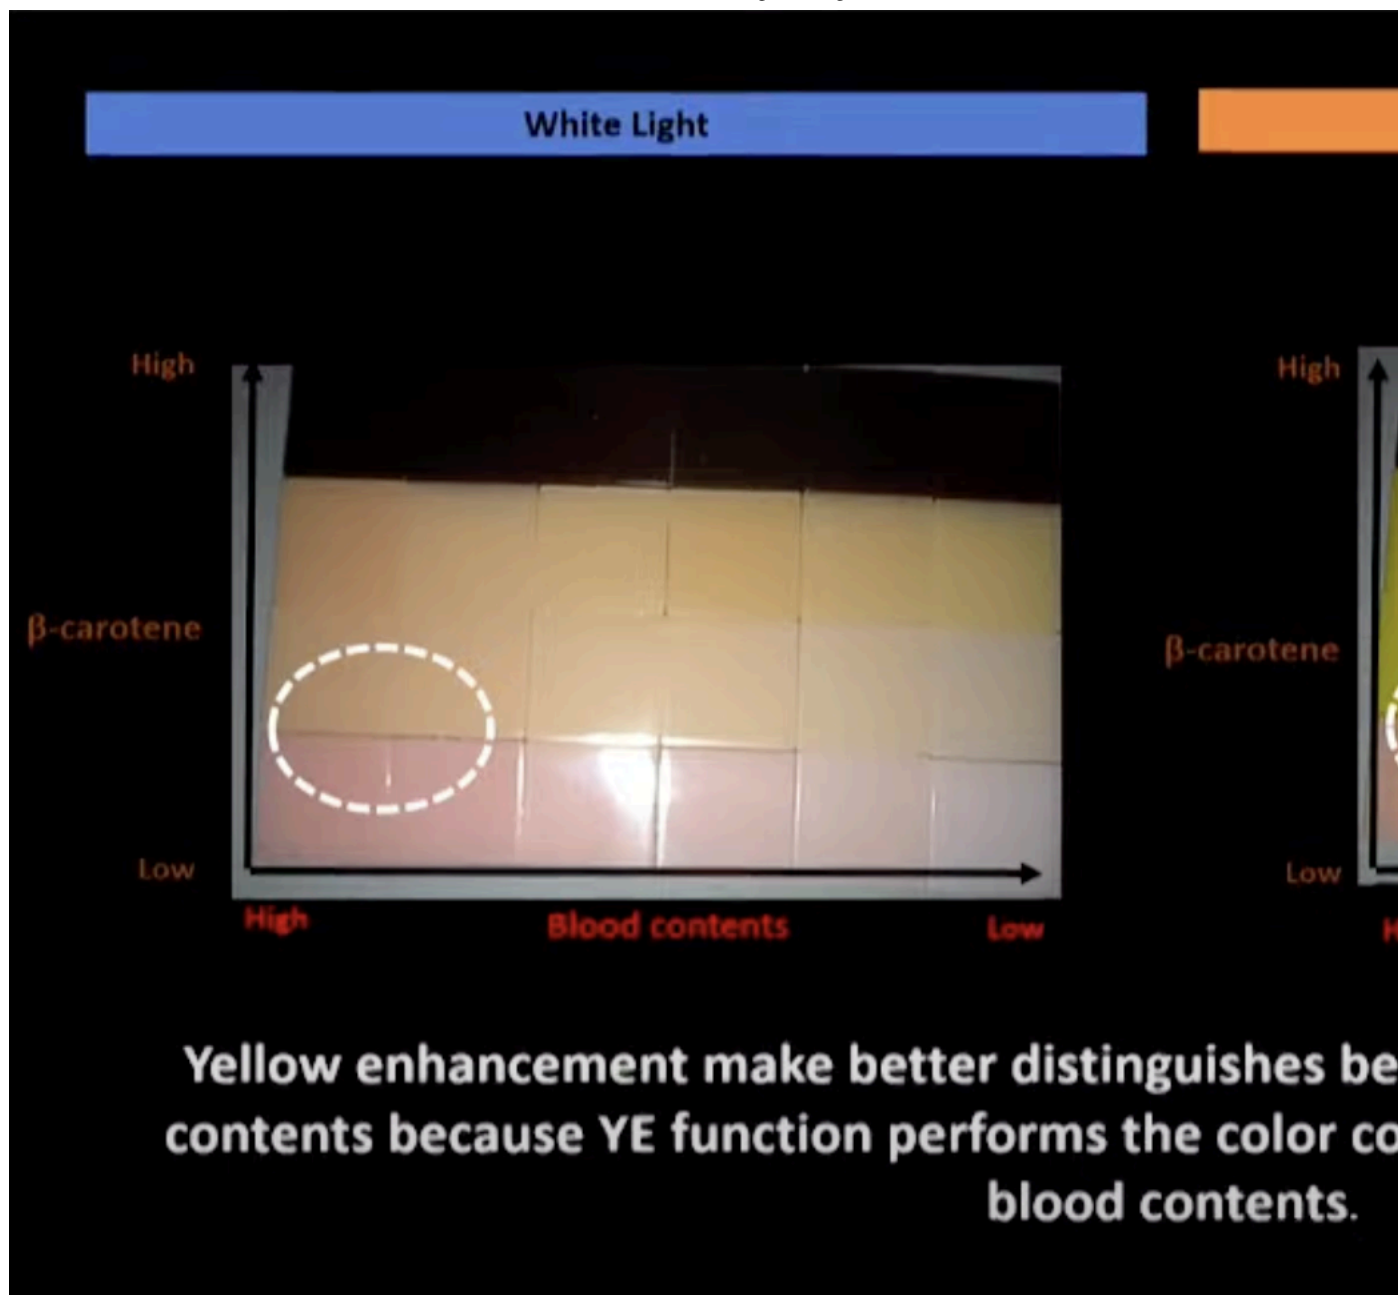 White Light
High
β-carotene
Low
High
Blood contents
Low
High
β-carotene
Low
Yellow enhancement make better distinguishes be
contents because YE function performs the color co
blood contents.